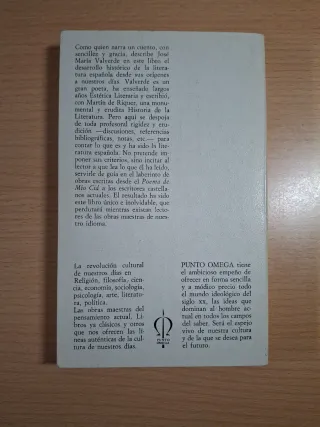 Como quien narra un cuento, con
sencillez y gracia, describe José
María Valverde en este libro el
desarrollo histórico de la litera-
tura española desde sus orígenes
a nuestros días. Valverde es un
gran poeta, ha enseñado largos
años Estética Literaria y escribió,
con Martín de Riquer, una monu-
mental y erudita Historia de la
Literatura. Pero aquí se despoja
de toda profesoral rigidez y eru-
dición —discusiones, referencias
bibliográficas, notas, etc.— para
contar lo que es y ha sido la lite-
ratura española. No pretende im-
poner sus criterios, sino incitar al
lector a que lea lo que él ha leído,
servirle de guía en el laberinto de
obras escritas desde el Poema de
Mio Cid a los escritores castella-
nos actuales. El resultado ha sido
este libro único e inolvidable, que
perdurará mientras existan lecto-
res de las obras maestras de nues-
tro idioma.
La revolución cultural
de nuestros días en
Religión, filosofía, cien-
cia, economía, sociología,
psicología, arte, literatu-
ra, política.
Las obras maestras del
pensamiento actual. Li-
bros ya clásicos y otros
que nos ofrecen las lí-
neas auténticas de la cul-
tura de nuestros días.
PUNTO
OMEGA
PUNTO OMEGA tiene
el ambicioso empeño de
ofrecer en forma sencilla
y a módico precio todo
el mundo ideológico del
siglo XX, las ideas que
dominan al hombre ac-
tual en todos los campos
del saber. Será el espejo
vivo de nuestra cultura
y de la que se desea para
el futuro.